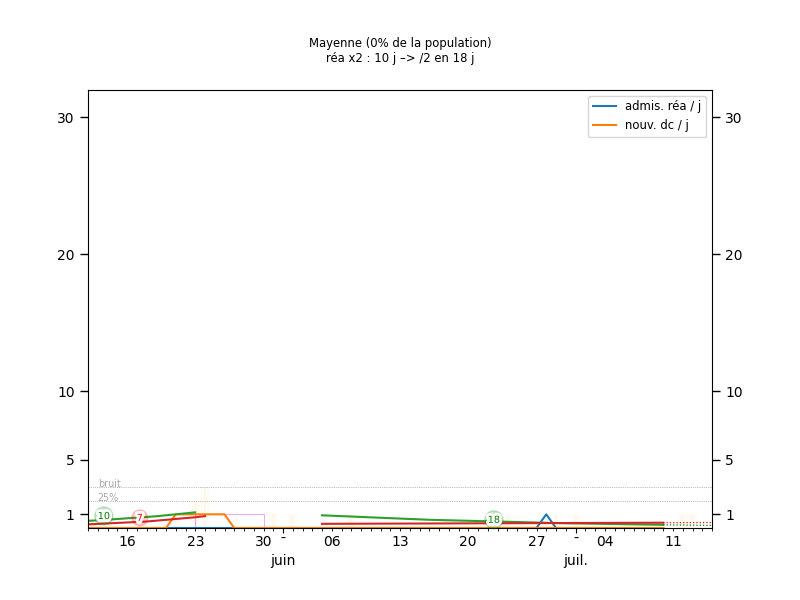 Mayenne (0% de la population)
réa x2 : 10 j –> /2 en 18 j
admis. réa / j
nouv. dc / j
30 30
20 20
10 10
5 5
bruit
25%
1 10 7 18 1
16 23 30 - 06 13 20 27 - 04 11
juin juil.